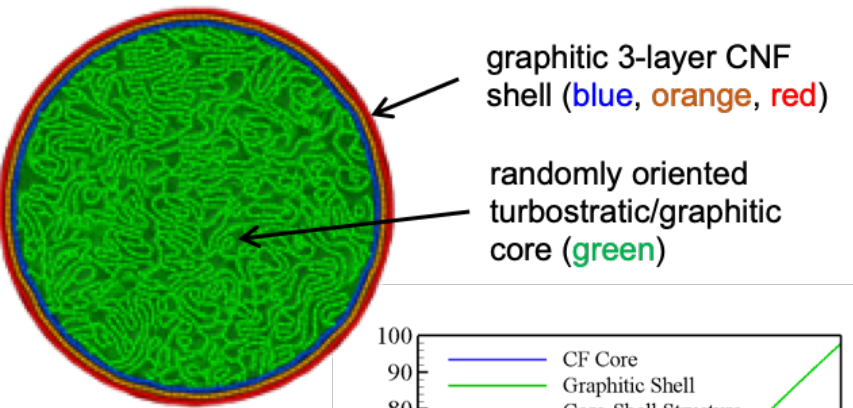 graphitic 3-layer CNF
shell (blue, orange, red)
randomly oriented
turbostratic/graphitic
core (green)
100
CF Core
90
Graphitic Shell
80